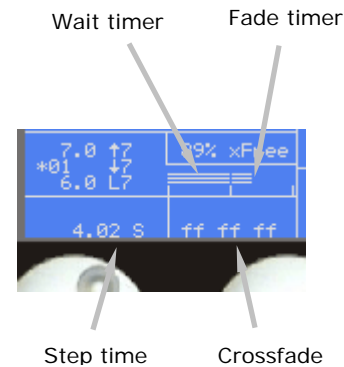 Wait timer Fade timer
7.0 ↑7 99% xFree
*01 ↓7
6.0 L7
4.02 S ff ff ff
Step time Crossfade